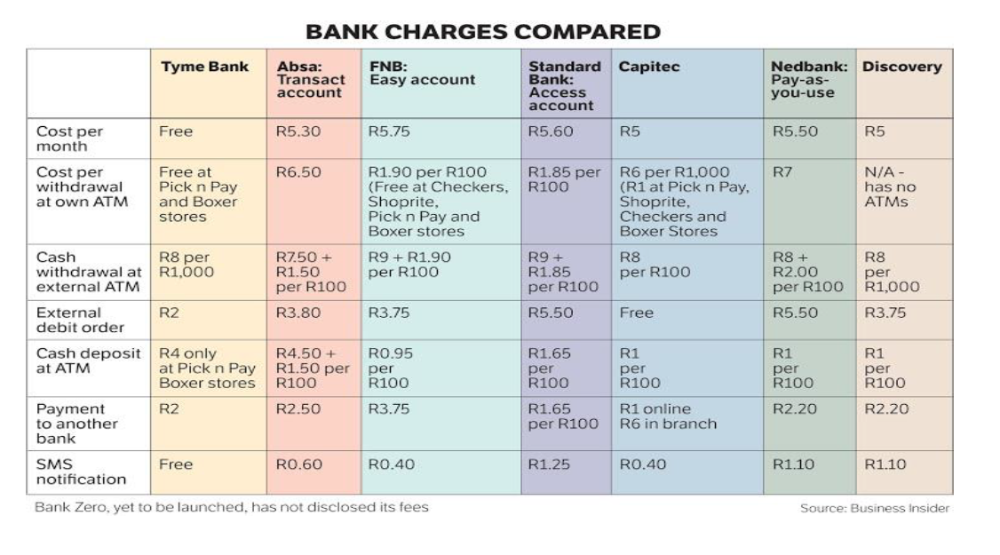 BANK CHARGES COMPARED
Tyme Bank
Absa:
Transact
account
FNB:
Easy account
Standard
Bank:
Access
account
Capitec
Nedbank:
Pay-as-
you-use
Discovery
Cost per
month
Free
R5.30
R5.75
R5.60
R5
R5.50
R5
Cost per
withdrawal
at own ATM
Free at
Pick n Pay
and Boxer
stores
R6.50
R1.90 per R100
(Free at Checkers,
Shoprite,
Pick n Pay and
Boxer stores
R1.85 per
R100
R6 per R1,000
(R1 at Pick n Pay,
Shoprite,
Checkers and
Boxer Stores
R7
N/A -
has no
ATMs
Cash
withdrawal at
external ATM
R8 per
R1,000
R7.50 +
R1.50
per R100
R9 + R1.90
per R100
R9 +
R1.85
per R100
R8
per R100
R8 +
R2.00
per R100
R8
per
R1,000
External
debit order
R2
R3.80
R3.75
R5.50
Free
R5.50
R3.75
Cash deposit
at ATM
R4 only
at Pick n Pay
Boxer stores
R4.50 +
R1.50 per
R100
R0.95
per
R100
R1.65
per
R100
R1
per
R100
R1
per
R100
R1
per
R100
Payment
to another
bank
R2
R2.50
R3.75
R1.65
per R100
R1 online
R6 in branch
R2.20
R2.20
SMS
notification
Free
R0.60
R0.40
R1.25
R0.40
R1.10
R1.10
Bank Zero, yet to be launched, has not disclosed its fees
Source: Business Insider